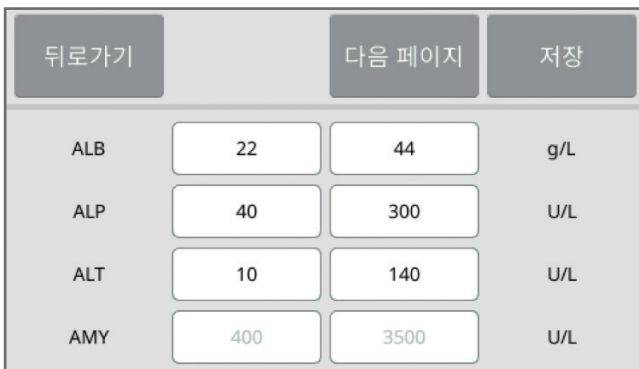 뒤로가기 다음 페이지 저장
ALB 22 44 g/L
ALP 40 300 U/L
ALT 10 140 U/L
AMY 400 3500 U/L